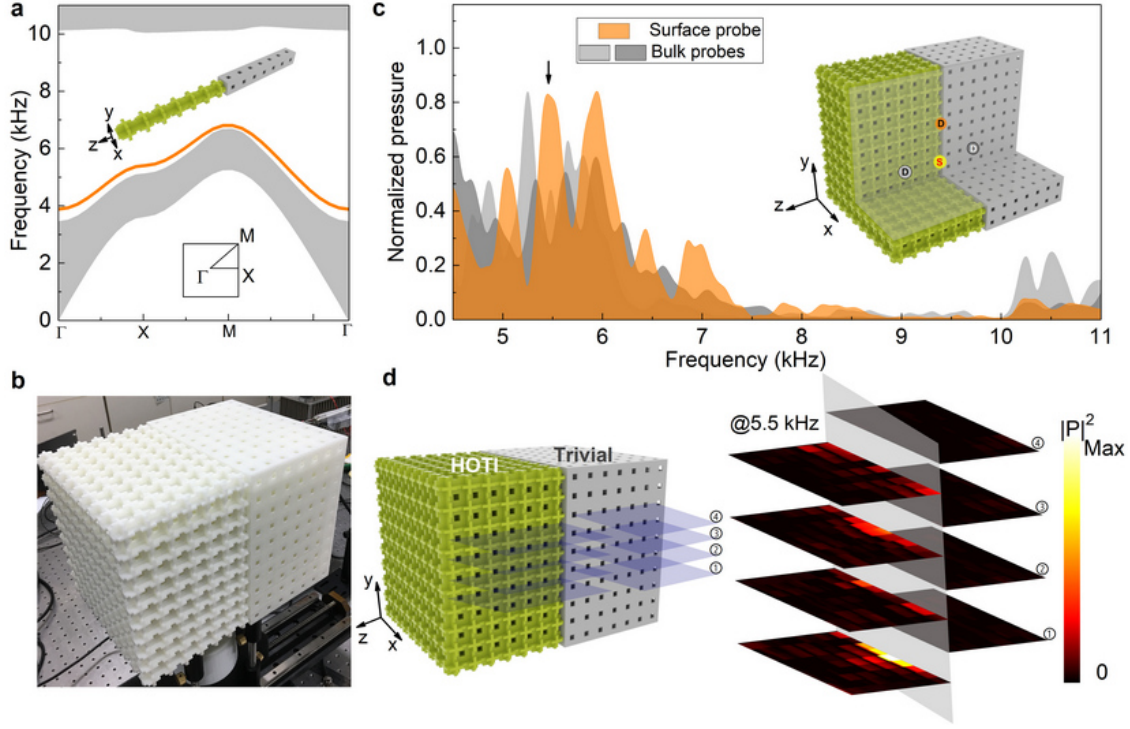 a
Frequency (kHz)
10
8
6
4
2
0
Γ
X
M
Γ
y
z
x
M
Γ
X
b
c
Normalized pressure
1.0
0.8
0.6
0.4
0.2
0.0
5
6
7
8
9
10
11
Frequency (kHz)
Surface probe
Bulk probes
D
S
D
y
z
x
d
HOTI
Trivial
④
③
②
①
y
z
x
@5.5 kHz
④
③
②
①
|P|²
Max
0